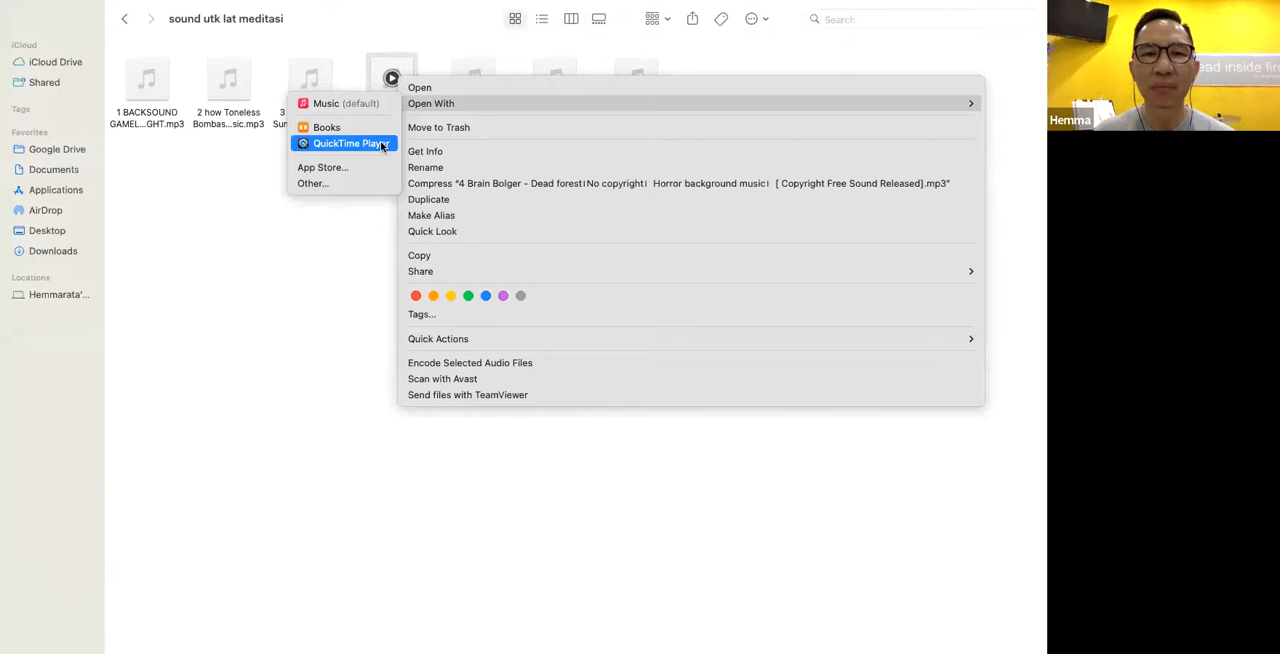 sound utk lat meditasi
Search
iCloud
iCloud Drive
Shared
Tags
Favorites
Google Drive
Documents
Applications
AirDrop
Desktop
Downloads
Locations
Hemmarata'...
1 BACKSOUND
GAMEL...GHT.mp3
2 how Toneless
Bombas...sic.mp3
3
Music (default)
Books
QuickTime Player
App Store...
Other...
Open
Open With
Move to Trash
Get Info
Rename
Compress “4 Brain Bolger - Dead forest|No copyright| Horror background music| [ Copyright Free Sound Released].mp3”
Duplicate
Make Alias
Quick Look
Copy
Share
Tags...
Quick Actions
Encode Selected Audio Files
Scan with Avast
Send files with TeamViewer
ead inside fir
Hemma